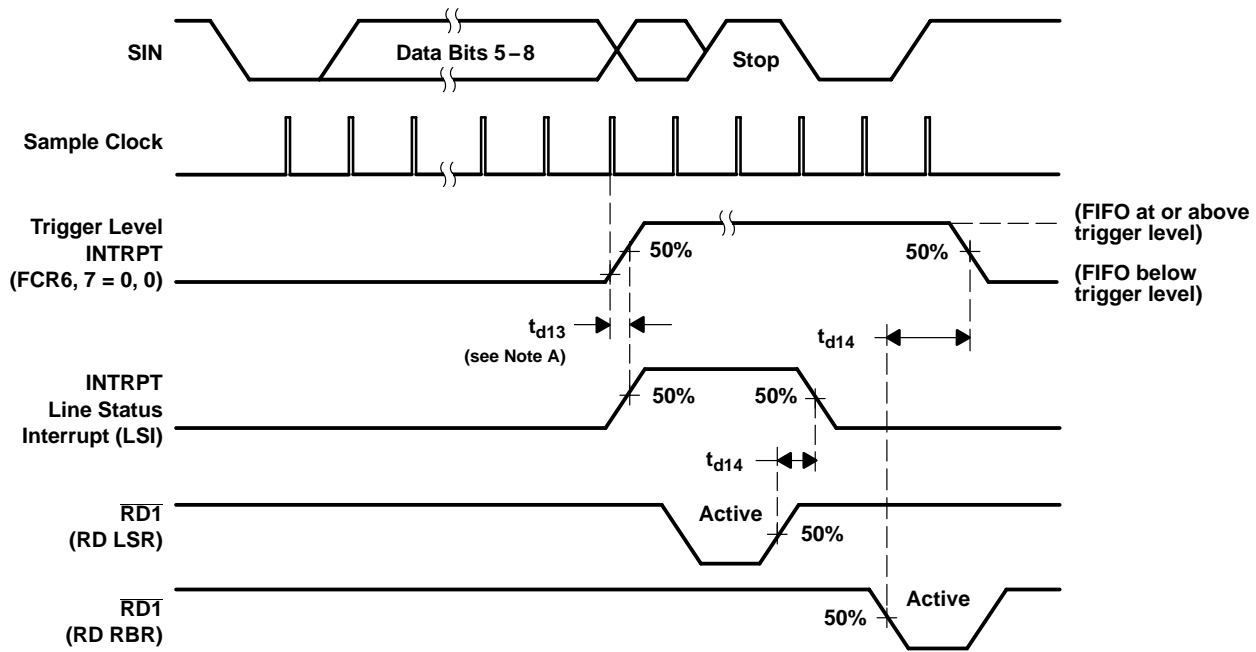 SIN
Data Bits 5–8
Stop
Sample Clock
Trigger Level
INTRPT
(FCR6, 7 = 0, 0)
50%
50%
(FIFO at or above
trigger level)
(FIFO below
trigger level)
td13
(see Note A)
td14
INTRPT
Line Status
Interrupt (LSI)
50%
50%
td14
RD1
(RD LSR)
Active
50%
RD1
(RD RBR)
50%
Active